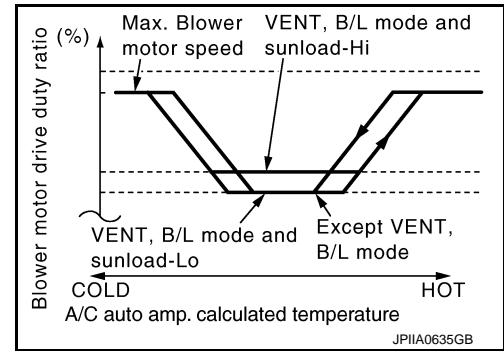 (%)
Max. Blower
motor speed
VENT, B/L mode and
sunload-Hi
Blower motor drive duty ratio
VENT, B/L mode and
sunload-Lo
Except VENT,
B/L mode
COLD
HOT
A/C auto amp. calculated temperature
JPIIA0635GB